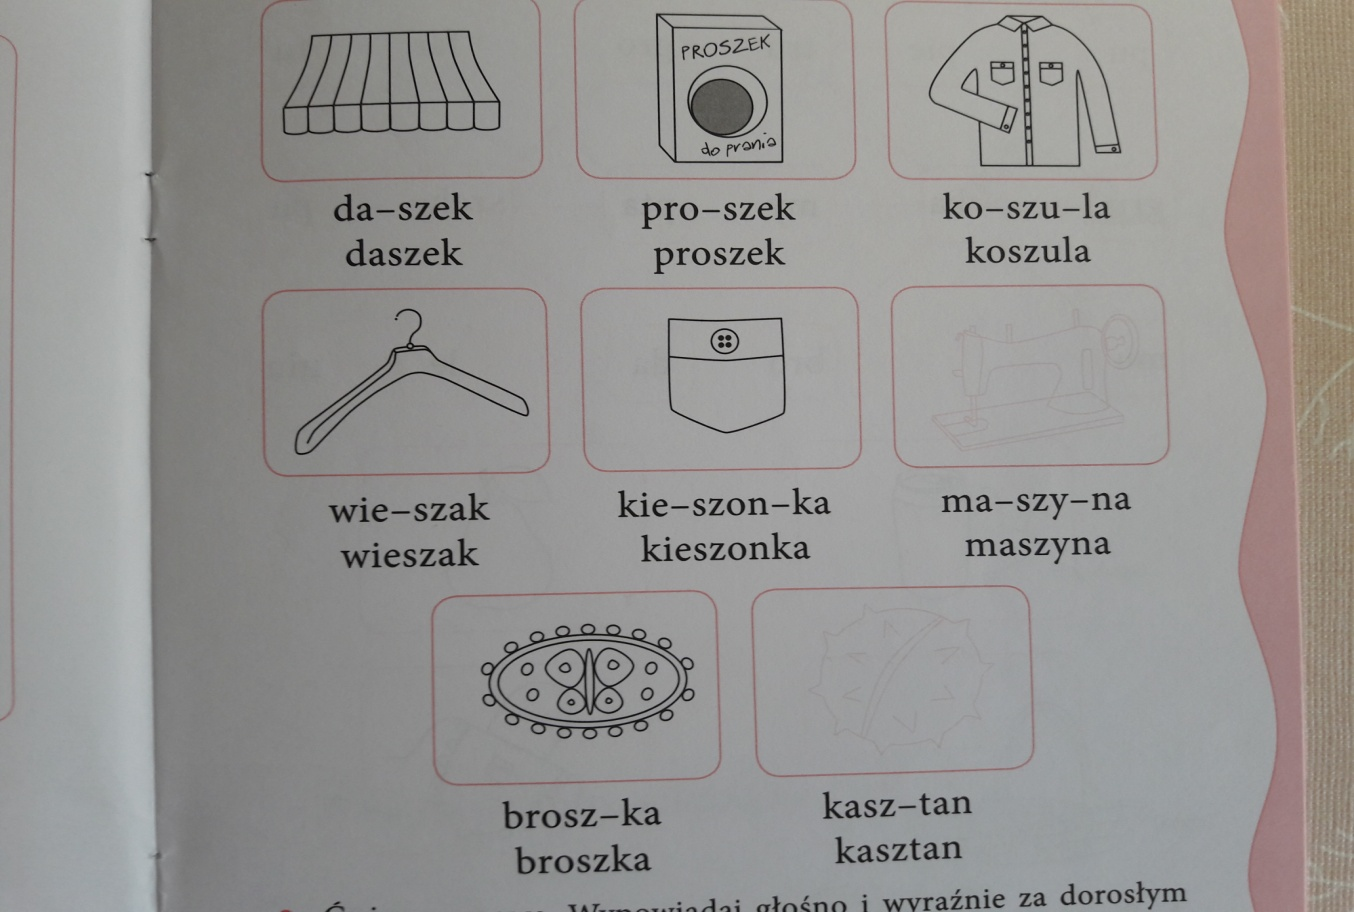 PROSZEK
do prania
da–szek
daszek
pro–szek
proszek
ko–szu–la
koszula
wie–szak
wieszak
kie–szon–ka
kieszonka
ma–szy–na
maszyna
brosz–ka
broszka
kasz–tan
kasztan
Wypowiadaj głośno i wyraźnie za dorosłym